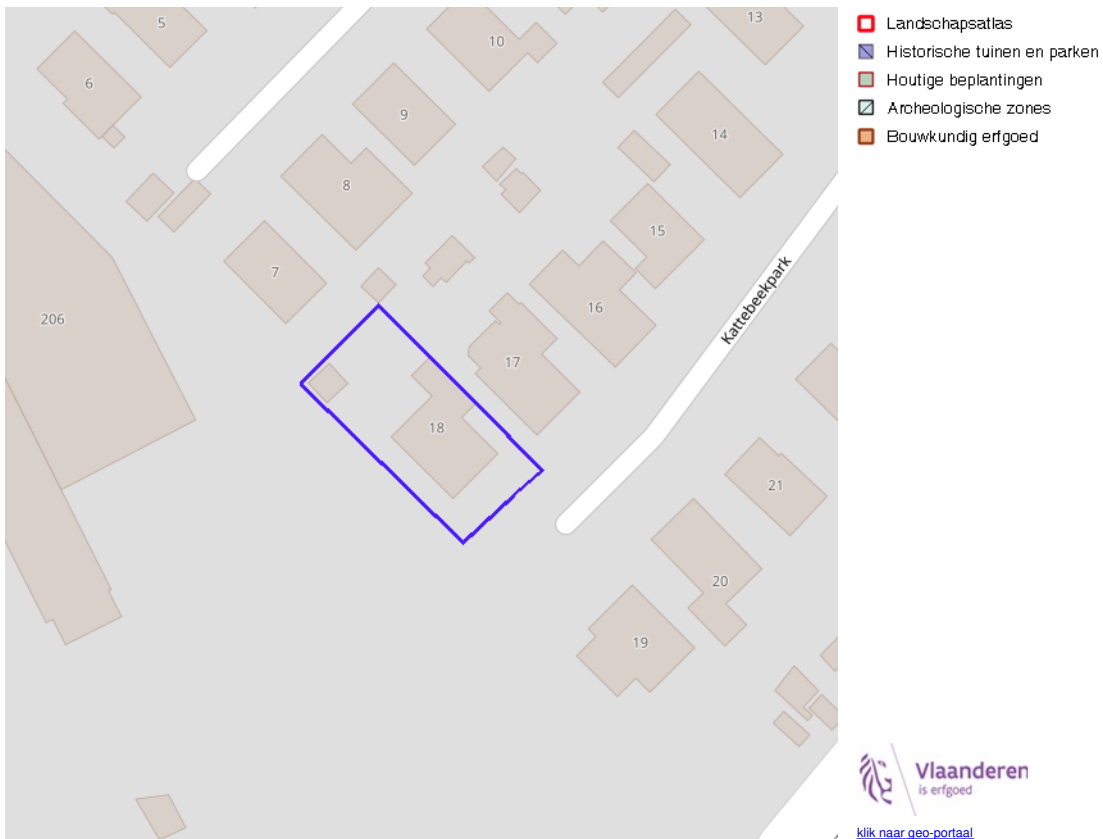 5
13
10
6
9
14
8
15
7
Kattebeekpark
16
206
17
18
21
20
19
Landschapsatlas
Historische tuinen en parken
Houtige beplantingen
Archeologische zones
Bouwkundig erfgoed
Vlaanderen
is erfgoed
klik naar geo-portaal